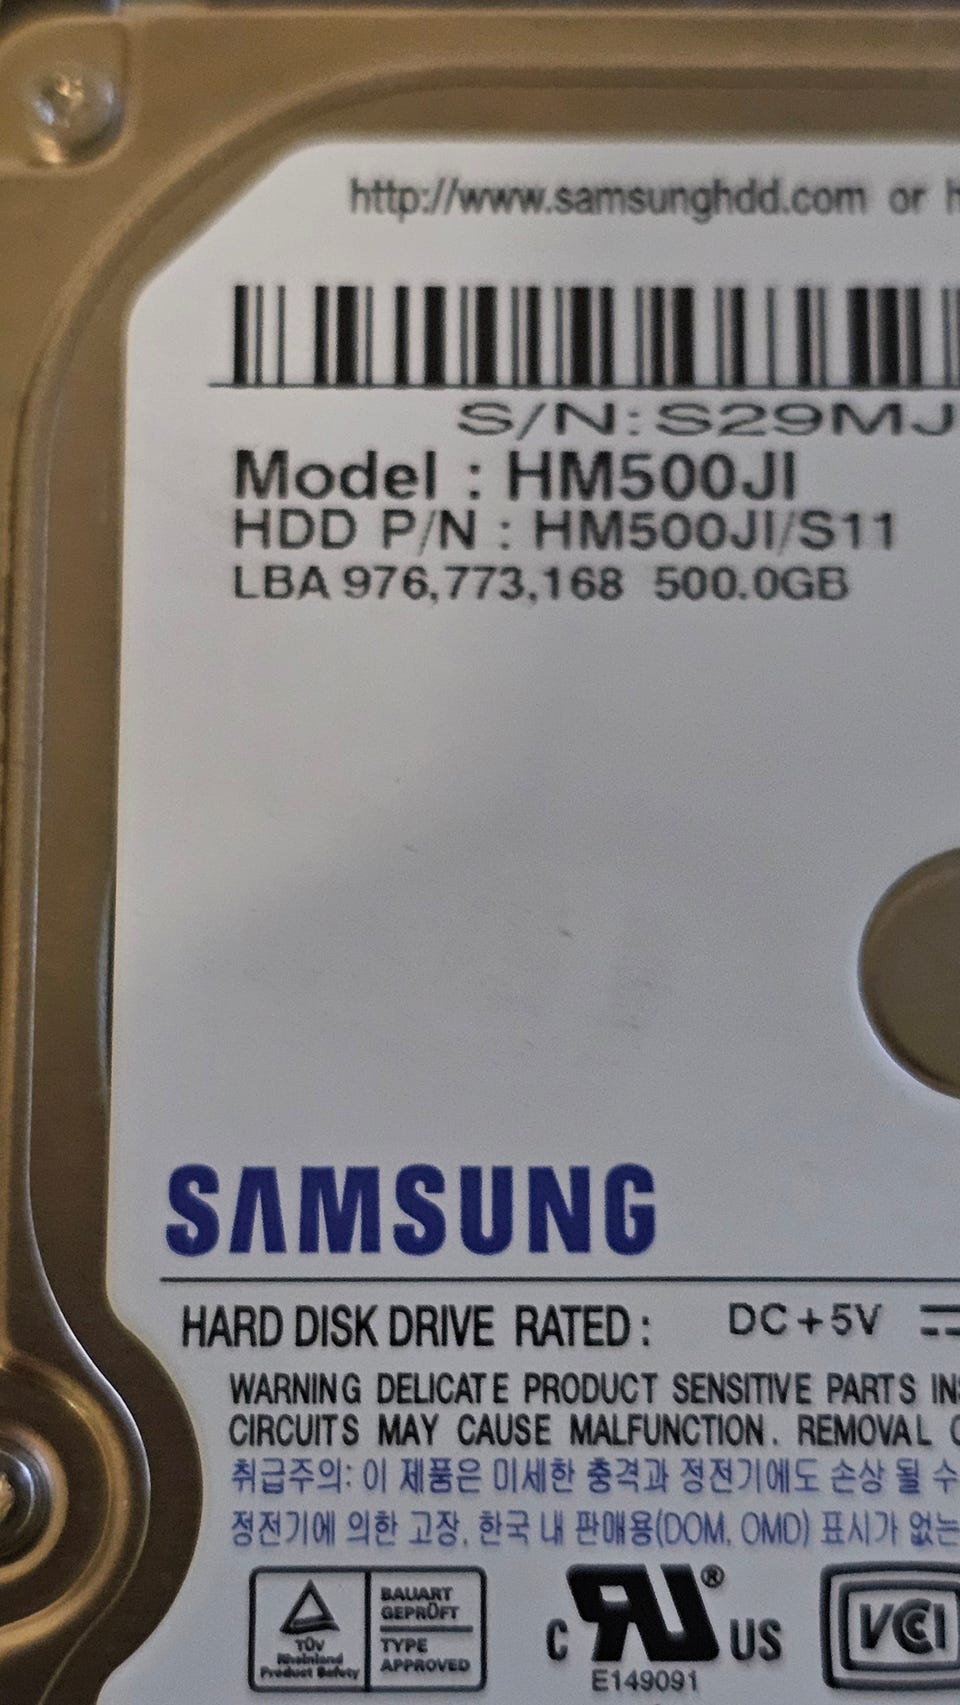 http://www.samsunghdd.com or h
S/N:S29MJ
Model : HM500JI
HDD P/N : HM500JI/S11
LBA 976,773,168 500.0GB
SAMSUNG
HARD DISK DRIVE RATED : DC+5V
WARNING DELICATE PRODUCT SENSITIVE PARTS INS
CIRCUITS MAY CAUSE MALFUNCTION. REMOVAL
취급주의: 이 제품은 미세한 충격과 정전기에도 손상 될 수
정전기에 의한 고장, 한국 내 판매용(DOM, OMD) 표시가 없는
TÜV
Rheinland
Product Safety
BAUART
GEPRÜFT
TYPE
APPROVED
C RU ® US
E149091
VCCI